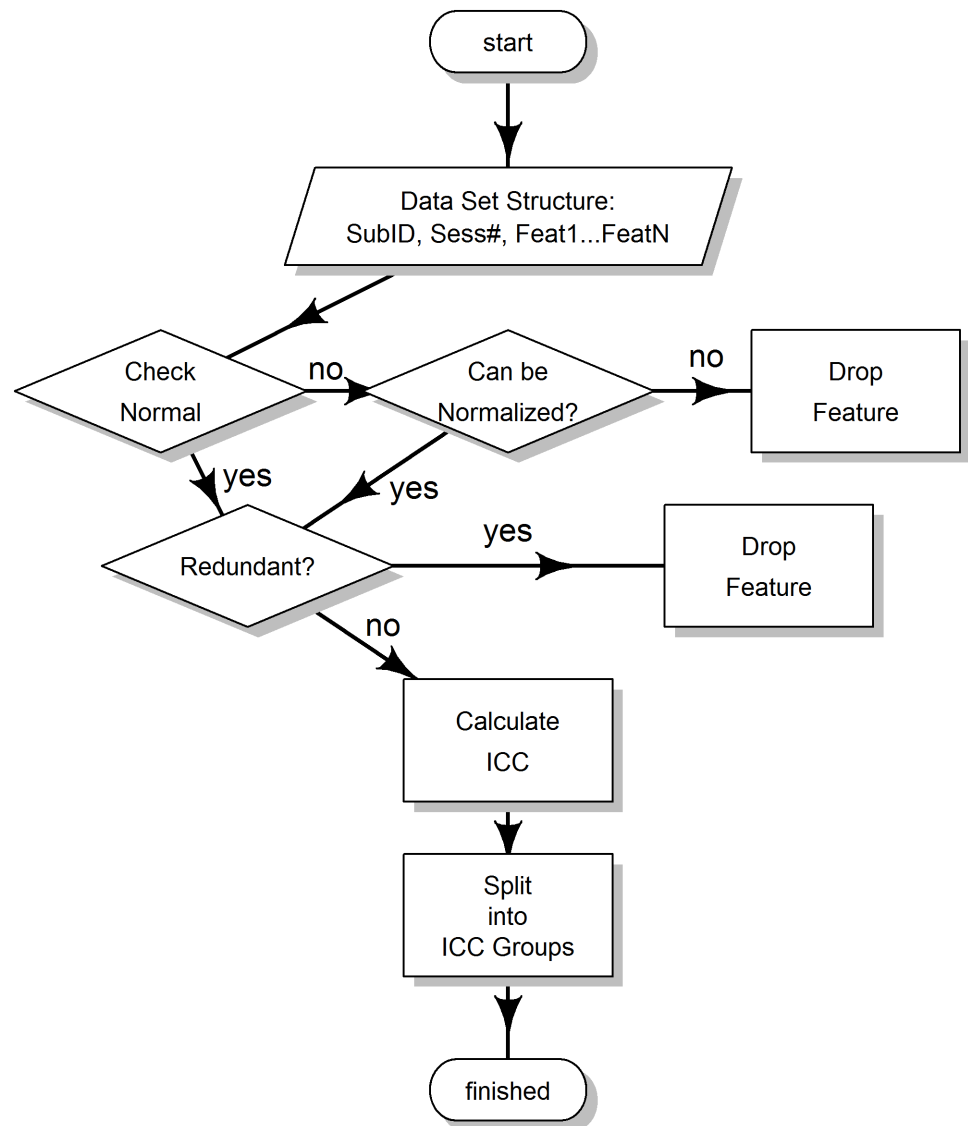 start
Data Set Structure:
SubID, Sess#, Feat1...FeatN
Check
Normal
no
Can be
Normalized?
no
Drop
Feature
yes
yes
Redundant?
yes
Drop
Feature
no
Calculate
ICC
Split
into
ICC Groups
finished